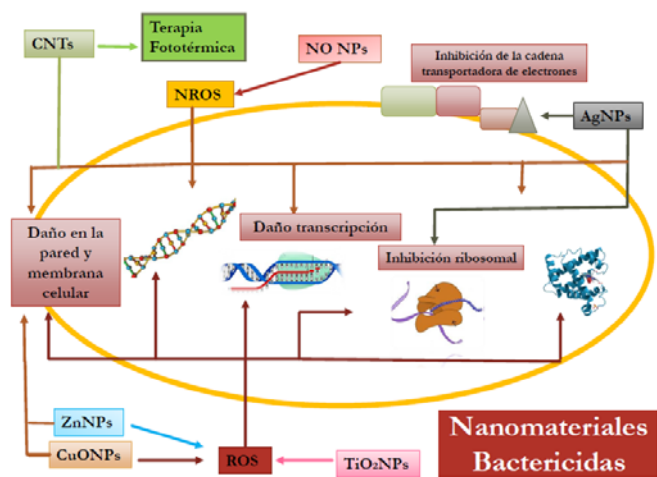 CNTs
Terapia
Fototérmica
NO NPs
Inhibición de la cadena
transportadora de electrones
NROS
AgNPs
Daño en la
pared y
membrana
celular
Daño transcripción
Inhibición ribosomal
ZnNPs
CuONPs
ROS
TiO₂NPs
Nanomateriales
Bactericidas